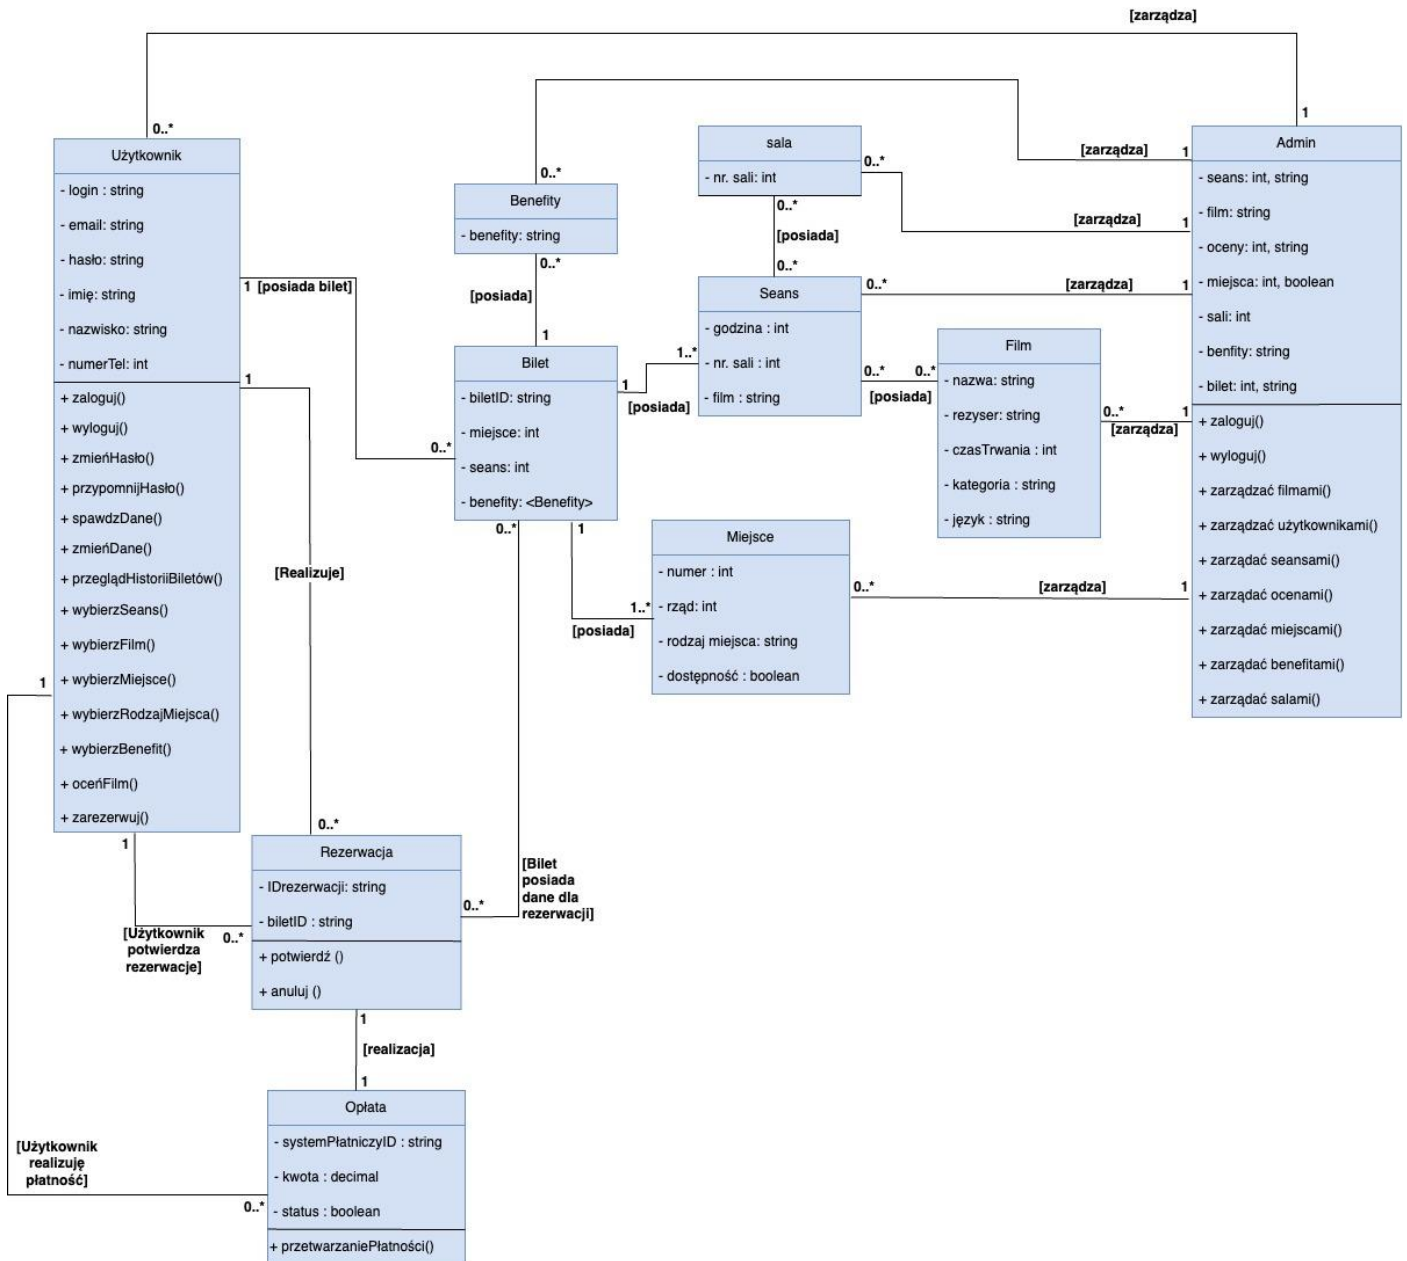 [zarządza]
0..*
1
Użytkownik
- login : string
- email: string
- hasło: string
- imię: string
- nazwisko: string
- numerTel: int
+ zaloguj()
+ wyloguj()
+ zmieńHasło()
+ przypomnijHasło()
+ spawdzDane()
+ zmieńDane()
+ przeglądHistoriiBiletów()
+ wybierzSeans()
+ wybierzFilm()
+ wybierzMiejsce()
+ wybierzRodzajMiejsca()
+ wybierzBenefit()
+ oceńFilm()
+ zarezerwuj()
0..*
[zarządza]
1
Benefity
- benefity: string
0..*
[posiada]
1
sala
- nr. sali: int
0..*
[zarządza]
1
0..*
[posiada]
0..*
Seans
- godzina : int
- nr. sali : int
- film : string
0..*
[zarządza]
1
Admin
- seans: int, string
- film: string
- oceny: int, string
- miejsca: int, boolean
- sali: int
- benfity: string
- bilet: int, string
+ zaloguj()
+ wyloguj()
+ zarządzać filmami()
+ zarządzać użytkownikami()
+ zarządać seansami()
+ zarządać ocenami()
+ zarządać miejscami()
+ zarządać benefitami()
+ zarządać salami()
1
[posiada bilet]
0..*
Bilet
- biletID: string
- miejsce: int
- seans: int
- benefity: <Benefity>
1
[posiada]
1..*
0..*
0..*
[posiada]
Film
- nazwa: string
- rezyser: string
- czasTrwania : int
- kategoria : string
- język : string
0..*
1
[zarządza]
1
[Realizuje]
0..*
0..*
1
1..*
[posiada]
Miejsce
- numer : int
- rząd: int
- rodzaj miejsca: string
- dostępność : boolean
0..*
[zarządza]
1
1
1
[Użytkownik
potwierdza
rezerwacje]
0..*
Rezerwacja
- IDrezerwacji: string
- biletID : string
+ potwierdź ()
+ anuluj ()
0..*
[Bilet
posiada
dane dla
rezerwacji]
1
[realizacja]
1
Opłata
- systemPłatniczyID : string
- kwota : decimal
- status : boolean
+ przetwarzaniePłatności()
[Użytkownik
realizuję
płatność]
0..*